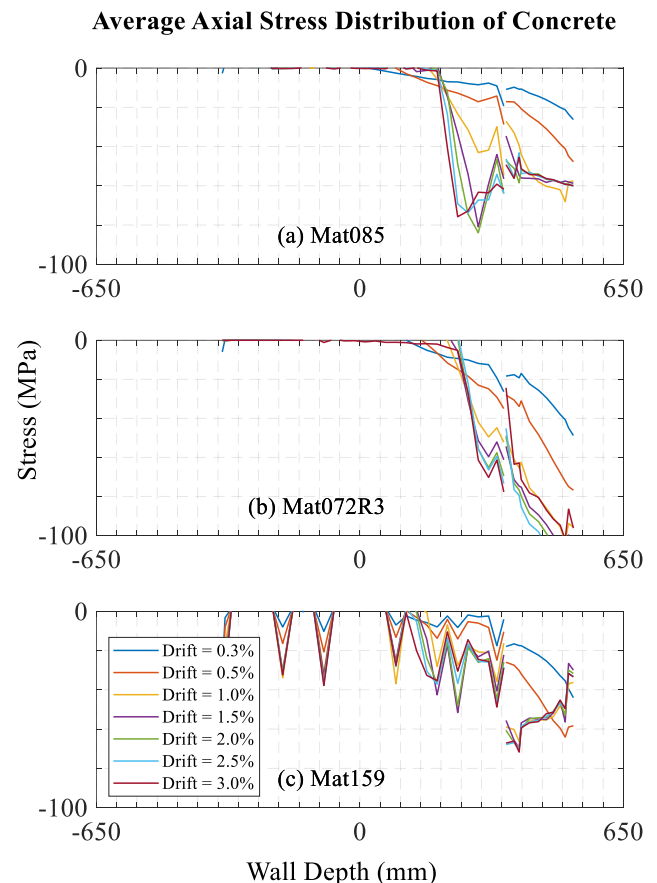 Average Axial Stress Distribution of Concrete
0
(a) Mat085
-100
-650
0
650
0
Stress (MPa)
(b) Mat072R3
-100
-650
0
650
0
Drift = 0.3%
Drift = 0.5%
Drift = 1.0%
Drift = 1.5%
Drift = 2.0%
Drift = 2.5%
Drift = 3.0%
(c) Mat159
-100
-650
0
650
Wall Depth (mm)